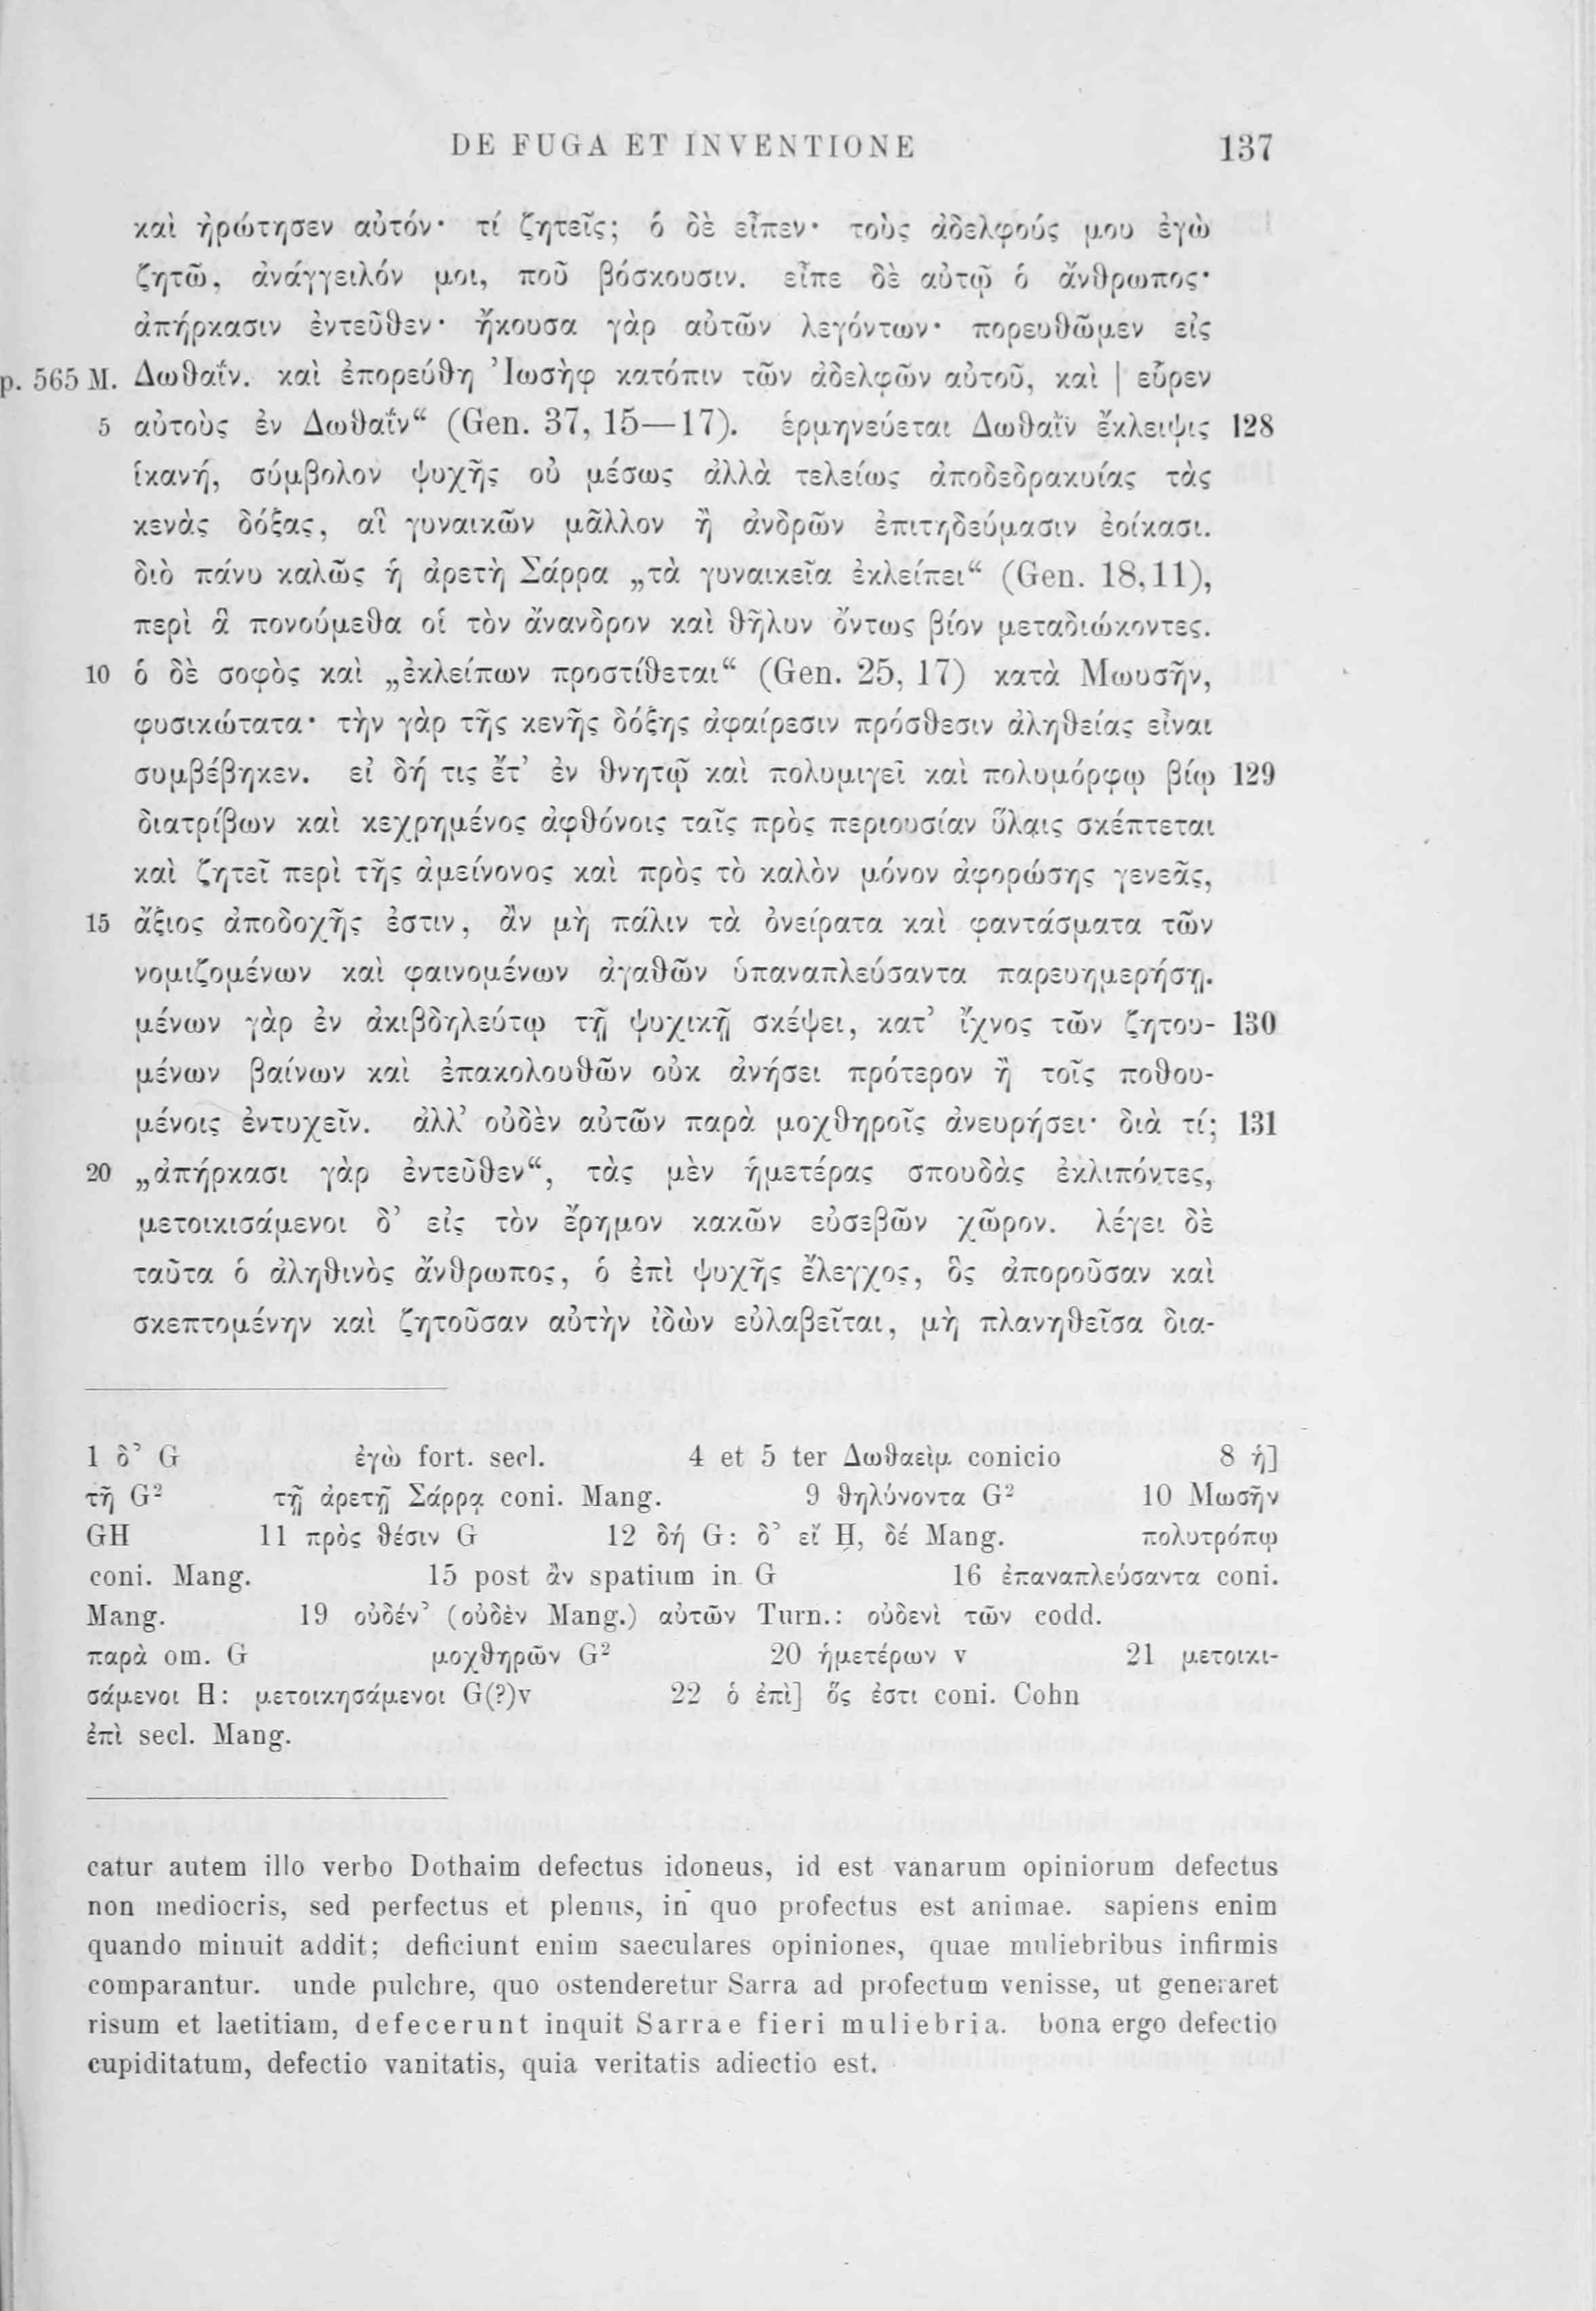 DE FUGA ET INVENTIONE 137
καὶ ἠρώτησεν αὐτόν· τί ζητεῖς; ὁ δὲ εἶπεν· τοὺς ἀδελφούς μου ἐγὼ
ζητῶ, ἀνάγγειλόν μοι, ποῦ βόσκουσιν. εἶπε δὲ αὐτῷ ὁ ἄνθρωπος·
ἀπήρκασιν ἐντεῦθεν· ἤκουσα γὰρ αὐτῶν λεγόντων· πορευθῶμεν εἰς
p. 565 M. Δωθαΐν. καὶ ἐπορεύθη Ἰωσὴφ κατόπιν τῶν ἀδελφῶν αὐτοῦ, καὶ | εὗρεν
5 αὐτοὺς ἐν Δωθαΐν“ (Gen. 37, 15—17). ἑρμηνεύεται Δωθαῒν ἔκλειψις 128
ἱκανή, σύμβολον ψυχῆς οὐ μέσως ἀλλὰ τελείως ἀποδεδρακυίας τὰς
κενὰς δόξας, αἳ γυναικῶν μᾶλλον ἢ ἀνδρῶν ἐπιτηδεύμασιν ἐοίκασι.
διὸ πάνυ καλῶς ἡ ἀρετὴ Σάρρα „τὰ γυναικεῖα ἐκλείπει“ (Gen. 18,11),
περὶ ἃ πονούμεθα οἱ τὸν ἄνανδρον καὶ θῆλυν ὄντως βίον μεταδιώκοντες.
10 ὁ δὲ σοφὸς καὶ „ἐκλείπων προστίθεται“ (Gen. 25, 17) κατὰ Μωυσῆν,
φυσικώτατα· τὴν γὰρ τῆς κενῆς δόξης ἀφαίρεσιν πρόσθεσιν ἀληθείας εἶναι
συμβέβηκεν. εἰ δή τις ἔτ’ ἐν θνητῷ καὶ πολυμιγεῖ καὶ πολυμόρφῳ βίῳ 129
διατρίβων καὶ κεχρημένος ἀφθόνοις ταῖς πρὸς περιουσίαν ὕλαις σκέπτεται
καὶ ζητεῖ περὶ τῆς ἀμείνονος καὶ πρὸς τὸ καλὸν μόνον ἀφορώσης γενεᾶς,
15 ἄξιος ἀποδοχῆς ἐστιν, ἂν μὴ πάλιν τὰ ὀνείρατα καὶ φαντάσματα τῶν
νομιζομένων καὶ φαινομένων ἀγαθῶν ὑπαναπλεύσαντα παρευημερήσῃ.
μένων γὰρ ἐν ἀκιβδηλεύτῳ τῇ ψυχικῇ σκέψει, κατ’ ἴχνος τῶν ζητου- 130
μένων βαίνων καὶ ἐπακολουθῶν οὐκ ἀνήσει πρότερον ἢ τοῖς ποθου-
μένοις ἐντυχεῖν. ἀλλ’ οὐδὲν αὐτῶν παρὰ μοχθηροῖς ἀνευρήσει· διὰ τί; 131
20 „ἀπήρκασι γὰρ ἐντεῦθεν“, τὰς μὲν ἡμετέρας σπουδὰς ἐκλιπόντες,
μετοικισάμενοι δ’ εἰς τὸν ἔρημον κακῶν εὐσεβῶν χῶρον. λέγει δὲ
ταῦτα ὁ ἀληθινὸς ἄνθρωπος, ὁ ἐπὶ ψυχῆς ἔλεγχος, ὃς ἀποροῦσαν καὶ
σκεπτομένην καὶ ζητοῦσαν αὐτὴν ἰδὼν εὐλαβεῖται, μὴ πλανηθεῖσα δια-
1 δ’ G ἐγὼ fort. secl. 4 et 5 ter Δωθαεὶμ conicio 8 ἡ]
τῇ G² τῇ ἀρετῇ Σάρρᾳ coni. Mang. 9 θηλύνοντα G² 10 Μωσῆν
GH 11 πρὸς θέσιν G 12 δή G: δ’ εἴ H, δέ Mang. πολυτρόπῳ
coni. Mang. 15 post ἂν spatium in G 16 ἐπαναπλεύσαντα coni.
Mang. 19 οὐδέν’ (οὐδὲν Mang.) αὐτῶν Turn.: οὐδενὶ τῶν codd.
παρὰ om. G μοχθηρῶν G² 20 ἡμετέρων v 21 μετοικι-
σάμενοι H: μετοικησάμενοι G(?)v 22 ὁ ἐπὶ] ὅς ἐστι coni. Cohn
ἐπὶ secl. Mang.
catur autem illo verbo Dothaim defectus idoneus, id est vanarum opiniorum defectus
non mediocris, sed perfectus et plenus, in quo profectus est animae. sapiens enim
quando minuit addit; deficiunt enim saeculares opiniones, quae muliebribus infirmis
comparantur. unde pulchre, quo ostenderetur Sarra ad profectum venisse, ut generaret
risum et laetitiam, defecerunt inquit Sarrae fieri muliebria. bona ergo defectio
cupiditatum, defectio vanitatis, quia veritatis adiectio est.